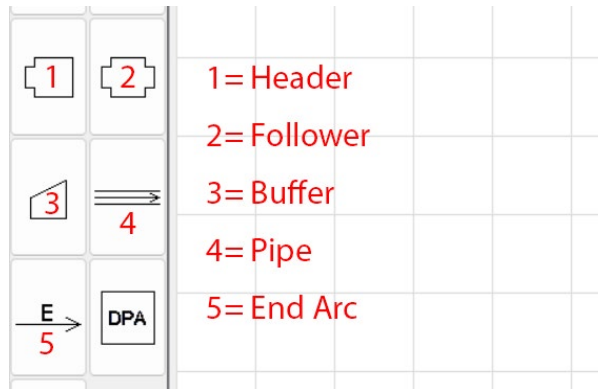 1 2
1= Header
2= Follower
3
3= Buffer
4
4= Pipe
E
5
DPA
5= End Arc